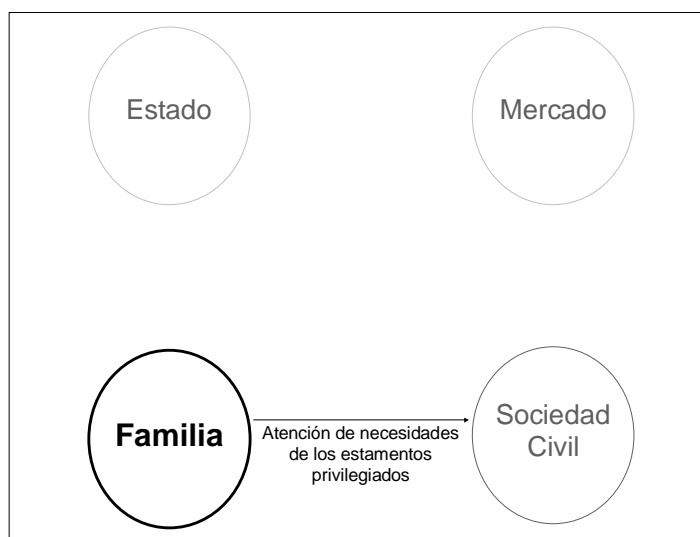 Estado
Mercado
Familia
Atención de necesidades
de los estamentos
privilegiados
Sociedad
Civil